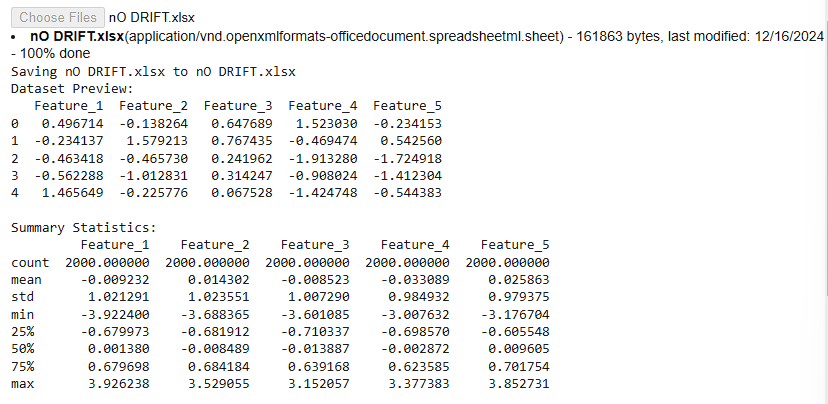 Choose Files nO DRIFT.xlsx
• nO DRIFT.xlsx(application/vnd.openxmlformats-officedocument.spreadsheetml.sheet) - 161863 bytes, last modified: 12/16/2024
- 100% done
Saving nO DRIFT.xlsx to nO DRIFT.xlsx
Dataset Preview:
   Feature_1  Feature_2  Feature_3  Feature_4  Feature_5
0   0.496714  -0.138264   0.647689   1.523030  -0.234153
1  -0.234137   1.579213   0.767435  -0.469474   0.542560
2  -0.463418  -0.465730   0.241962  -1.913280  -1.724918
3  -0.562288  -1.012831   0.314247  -0.908024  -1.412304
4   1.465649  -0.225776   0.067528  -1.424748  -0.544383
Summary Statistics:
         Feature_1    Feature_2    Feature_3    Feature_4    Feature_5
count  2000.000000  2000.000000  2000.000000  2000.000000  2000.000000
mean     -0.009232     0.014302    -0.008523    -0.033089     0.025863
std       1.021291     1.023551     1.007290     0.984932     0.979375
min      -3.922400    -3.688365    -3.601085    -3.007632    -3.176704
25%      -0.679973    -0.681912    -0.710337    -0.698570    -0.605548
50%       0.001380    -0.008489    -0.013887    -0.002872     0.009605
75%       0.679698     0.684184     0.639168     0.623585     0.701754
max       3.926238     3.529055     3.152057     3.377383     3.852731